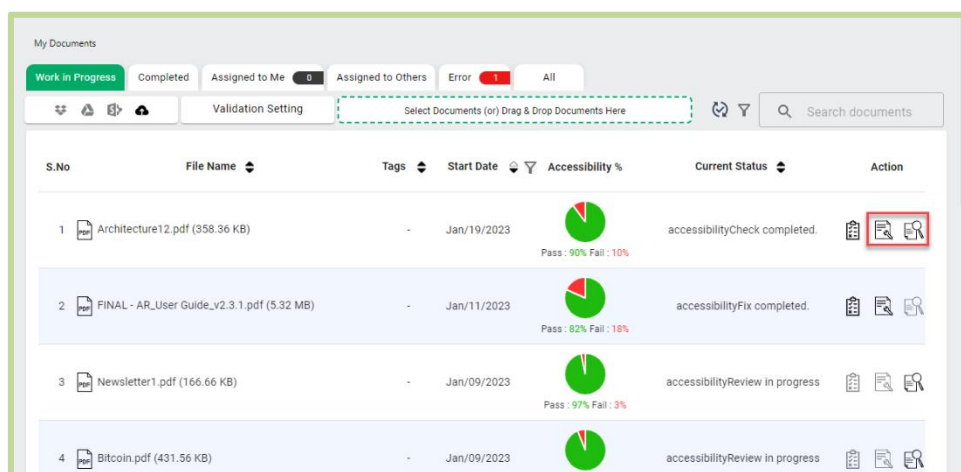 My Documents
Work in Progress Completed Assigned to Me 0 Assigned to Others Error 1 All
Validation Setting Select Documents (or) Drag & Drop Documents Here Search documents
S.No File Name Tags Start Date Accessibility % Current Status Action
1 PDF Architecture12.pdf (358.36 KB) - Jan/19/2023 accessibilityCheck completed.
Pass : 90% Fail : 10%
2 PDF FINAL - AR_User Guide_v2.3.1.pdf (5.32 MB) - Jan/11/2023 accessibilityFix completed.
Pass : 82% Fail : 18%
3 PDF Newsletter1.pdf (166.66 KB) - Jan/09/2023 accessibilityReview in progress
Pass : 97% Fail : 3%
4 PDF Bitcoin.pdf (431.56 KB) - Jan/09/2023 accessibilityReview in progress